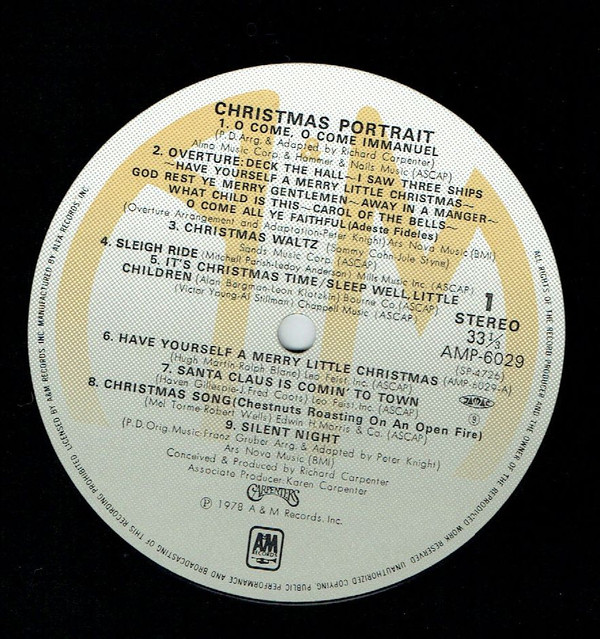 CHRISTMAS PORTRAIT
1. O COME, O COME IMMANUEL
(P.D. Arrg. & Adapted by Richard Carpenter)
Almo Music Corp. & Hammer & Nails Music (ASCAP)
2. OVERTURE: DECK THE HALL~I SAW THREE SHIPS
~HAVE YOURSELF A MERRY LITTLE CHRISTMAS~
GOD REST YE MERRY GENTLEMEN~AWAY IN A MANGER~
WHAT CHILD IS THIS~CAROL OF THE BELLS~
O COME ALL YE FAITHFUL (Adeste Fideles)
(Overture Arrangement and Adaptation-Peter Knight) Ars Nova Music (BMI)
3. CHRISTMAS WALTZ (Sammy Cahn-Jule Styne)
Sands Music Corp. (ASCAP)
4. SLEIGH RIDE (Mitchell Parish-Leroy Anderson) Mills Music Inc. (ASCAP)
5. IT'S CHRISTMAS TIME/SLEEP WELL, LITTLE
CHILDREN (Alan Bergman-Leon Klatzkin) Bourne Co. (ASCAP)
(Victor Young-Al Stillman) Chappell Music (ASCAP)
1
STEREO
33 1/3
AMP-6029
(SP-4726)
(AMP-6029-A)
6. HAVE YOURSELF A MERRY LITTLE CHRISTMAS
(Hugh Martin-Ralph Blane) Leo Feist Inc. (ASCAP)
7. SANTA CLAUS IS COMIN' TO TOWN
(Haven Gillespie-J. Fred Coots) Leo Feist, Inc. (ASCAP)
8. CHRISTMAS SONG (Chestnuts Roasting On An Open Fire)
(Mel Torme-Robert Wells) Edwin H. Morris & Co. (ASCAP)
9. SILENT NIGHT
(P.D. Orig. Music: Franz Gruber Arrg. & Adapted by Peter Knight)
Ars Nova Music (BMI)
Conceived & Produced by Richard Carpenter
Associate Producer: Karen Carpenter
CARPENTERS
Ⓟ 1978 A & M Records, Inc.
A&M
RECORDS
ALL RIGHTS OF THE RECORD PRODUCER AND THE OWNER OF THE REPRODUCED WORK RESERVED. UNAUTHORIZED COPYING, PUBLIC PERFORMANCE AND BROADCASTING OF THIS RECORDING PROHIBITED. LICENSED BY A&M RECORDS INC. MANUFACTURED BY ALFA RECORDS INC.